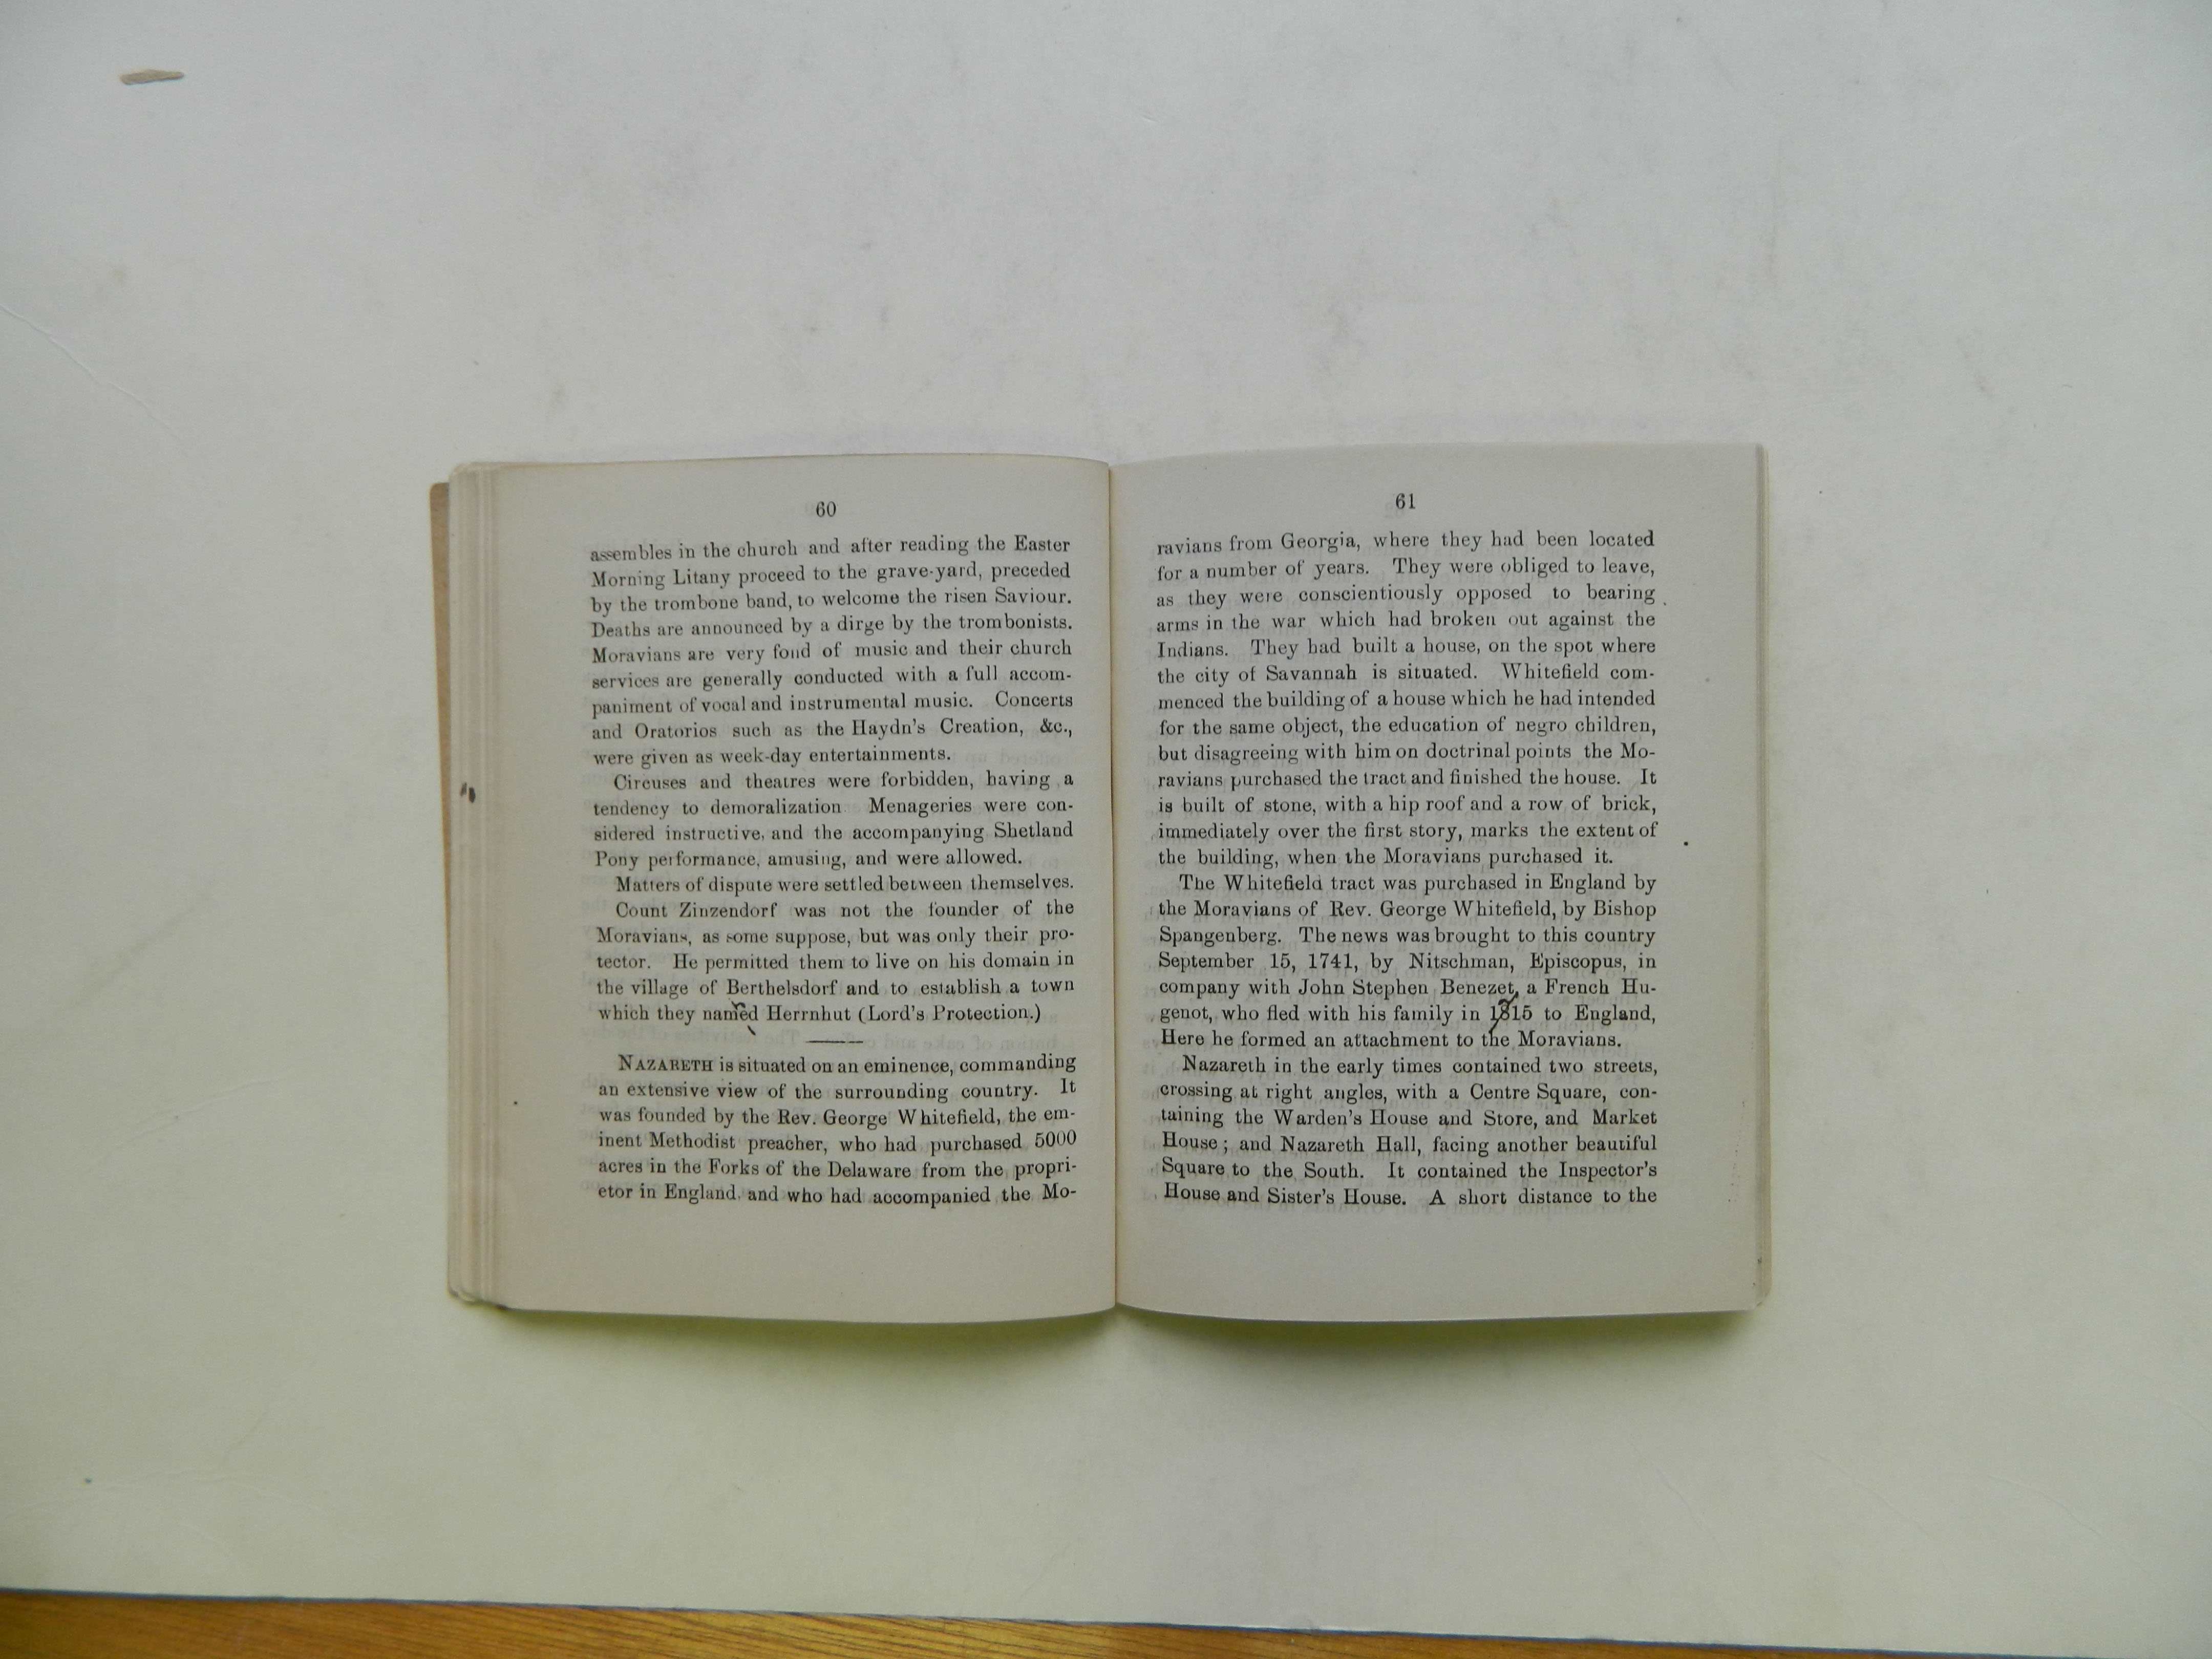 60
assembles in the church and after reading the Easter
Morning Litany proceed to the grave-yard, preceded
by the trombone band, to welcome the risen Saviour.
Deaths are announced by a dirge by the trombonists.
Moravians are very fond of music and their church
services are generally conducted with a full accom-
paniment of vocal and instrumental music. Concerts
and Oratorios such as the Haydn's Creation, &c.,
were given as week-day entertainments.
Circuses and theatres were forbidden, having a
tendency to demoralization Menageries were con-
sidered instructive, and the accompanying Shetland
Pony performance, amusing, and were allowed.
Matters of dispute were settled between themselves.
Count Zinzendorf was not the founder of the
Moravians, as some suppose, but was only their pro-
tector. He permitted them to live on his domain in
the village of Berthelsdorf and to establish a town
which they named Herrnhut (Lord's Protection.)
NAZARETH is situated on an eminence, commanding
an extensive view of the surrounding country. It
was founded by the Rev. George Whitefield, the em-
inent Methodist preacher, who had purchased 5000
acres in the Forks of the Delaware from the propri-
etor in England, and who had accompanied the Mo-
61
ravians from Georgia, where they had been located
for a number of years. They were obliged to leave,
as they were conscientiously opposed to bearing
arms in the war which had broken out against the
Indians. They had built a house, on the spot where
the city of Savannah is situated. Whitefield com-
menced the building of a house which he had intended
for the same object, the education of negro children,
but disagreeing with him on doctrinal points the Mo-
ravians purchased the tract and finished the house. It
is built of stone, with a hip roof and a row of brick,
immediately over the first story, marks the extent of
the building, when the Moravians purchased it.
The Whitefield tract was purchased in England by
the Moravians of Rev. George Whitefield, by Bishop
Spangenberg. The news was brought to this country
September 15, 1741, by Nitschman, Episcopus, in
company with John Stephen Benezet, a French Hu-
genot, who fled with his family in 1815 to England,
Here he formed an attachment to the Moravians.
Nazareth in the early times contained two streets,
crossing at right angles, with a Centre Square, con-
taining the Warden's House and Store, and Market
House; and Nazareth Hall, facing another beautiful
Square to the South. It contained the Inspector's
House and Sister's House. A short distance to the